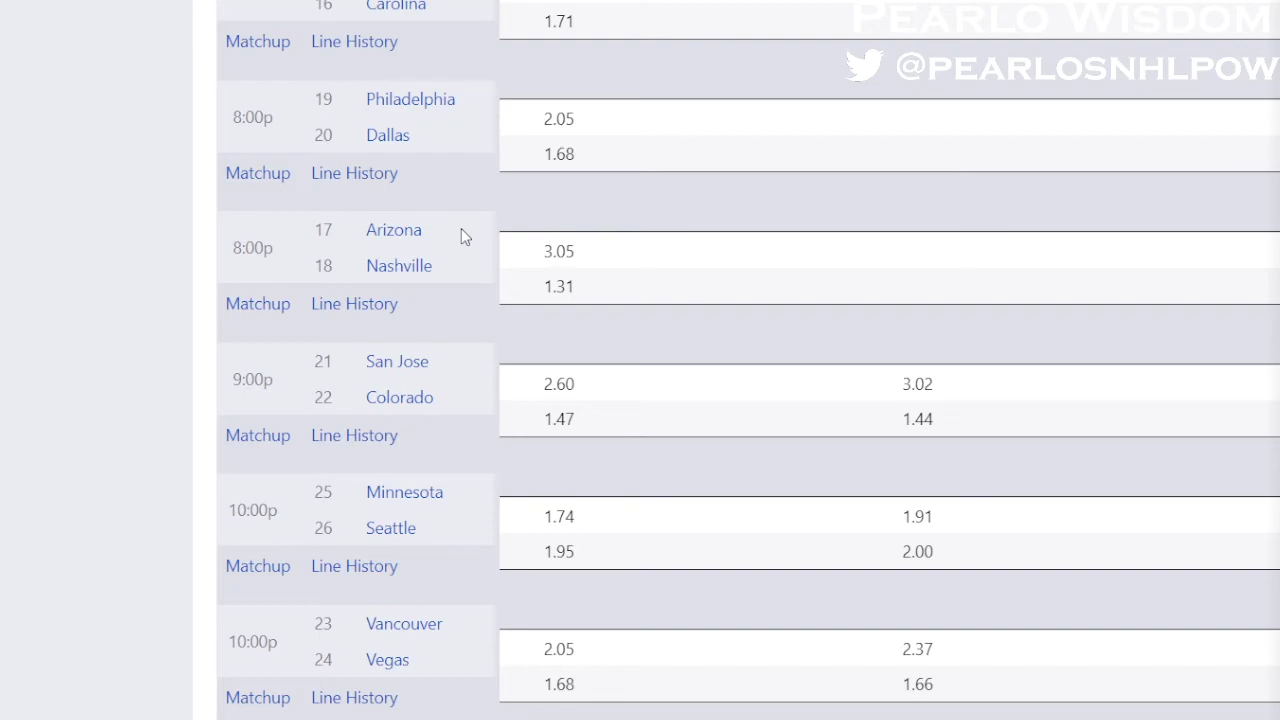 16 Carolina
1.71
PEARLO WISDOM
Matchup Line History
@PEARLOSNHLPOW
8:00p
19 Philadelphia 2.05
20 Dallas 1.68
Matchup Line History
8:00p
17 Arizona 3.05
18 Nashville 1.31
Matchup Line History
9:00p
21 San Jose 2.60 3.02
22 Colorado 1.47 1.44
Matchup Line History
10:00p
25 Minnesota 1.74 1.91
26 Seattle 1.95 2.00
Matchup Line History
10:00p
23 Vancouver 2.05 2.37
24 Vegas 1.68 1.66
Matchup Line History